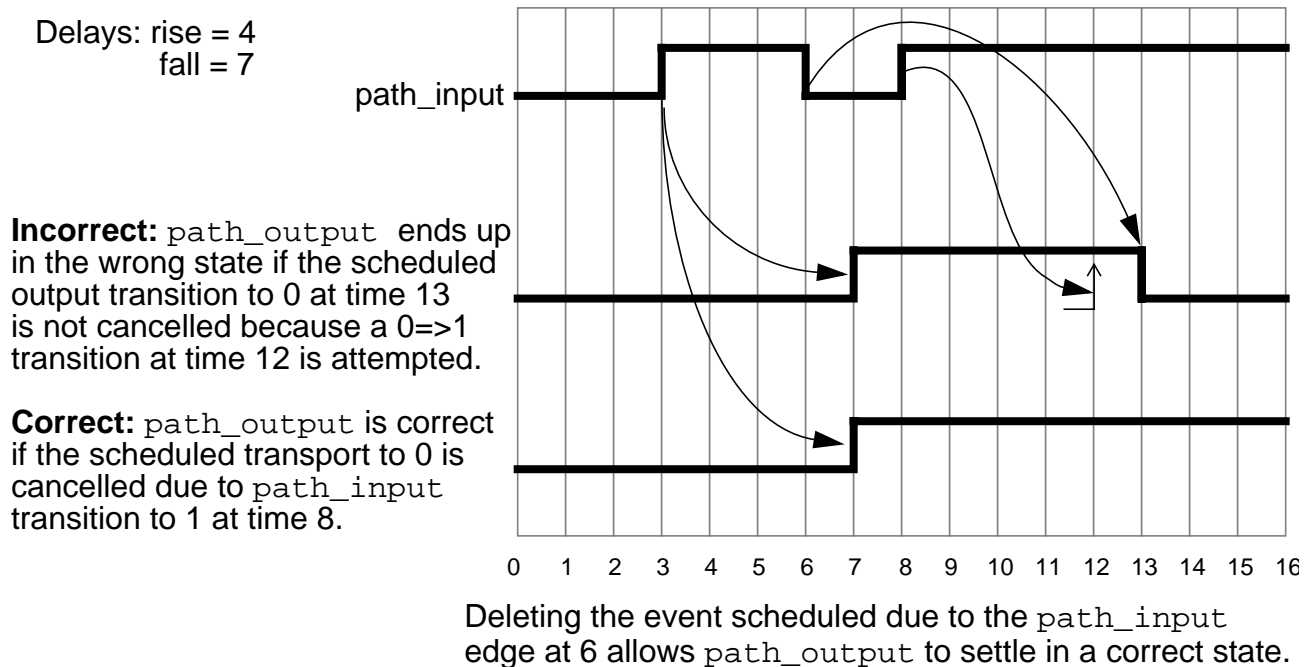 Delays: rise = 4
fall = 7
path_input
Incorrect: path_output ends up
in the wrong state if the scheduled
output transition to 0 at time 13
is not cancelled because a 0=>1
transition at time 12 is attempted.
Correct: path_output is correct
if the scheduled transport to 0 is
cancelled due to path_input
transition to 1 at time 8.
0 1 2 3 4 5 6 7 8 9 10 11 12 13 14 15 16
Deleting the event scheduled due to the path_input
edge at 6 allows path_output to settle in a correct state.